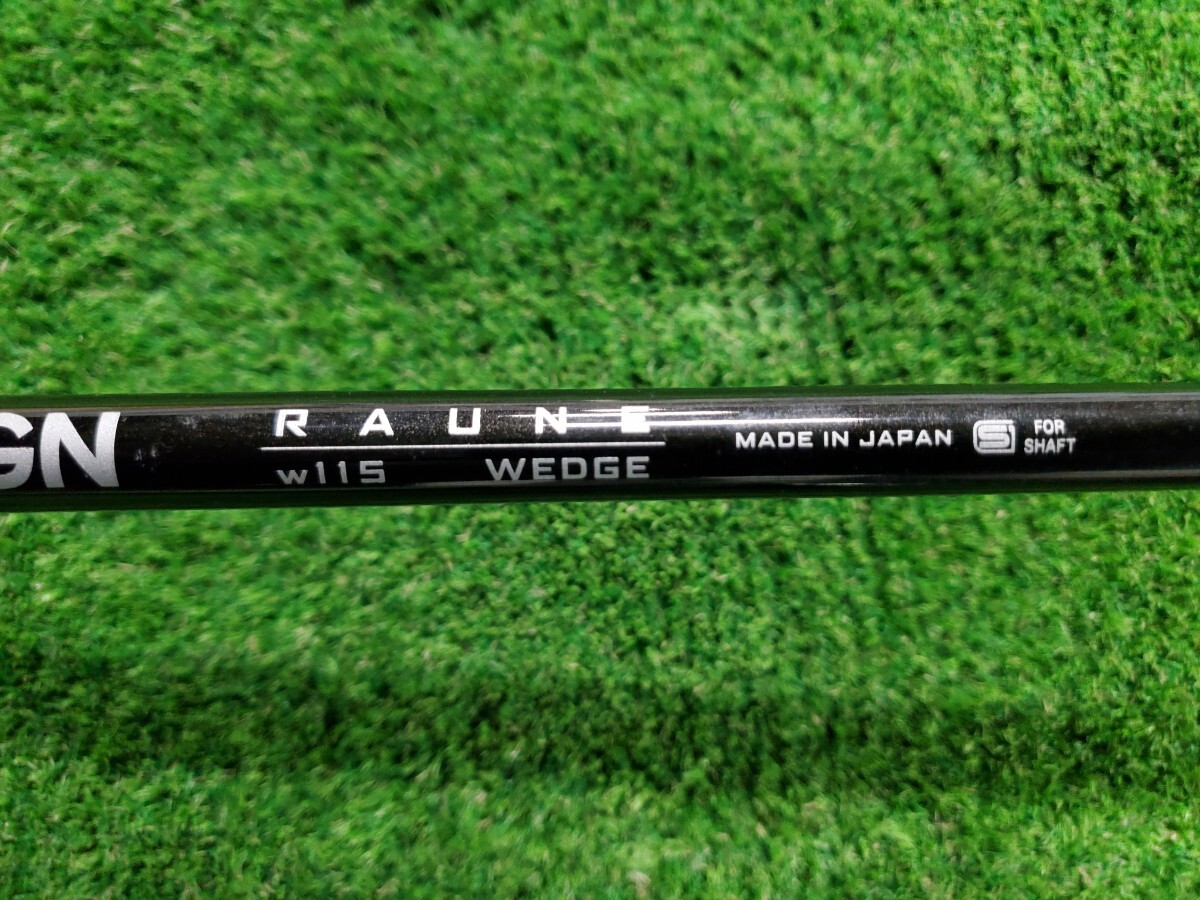 GN
RAUNE
w115 WEDGE
MADE IN JAPAN
S FOR
SHAFT